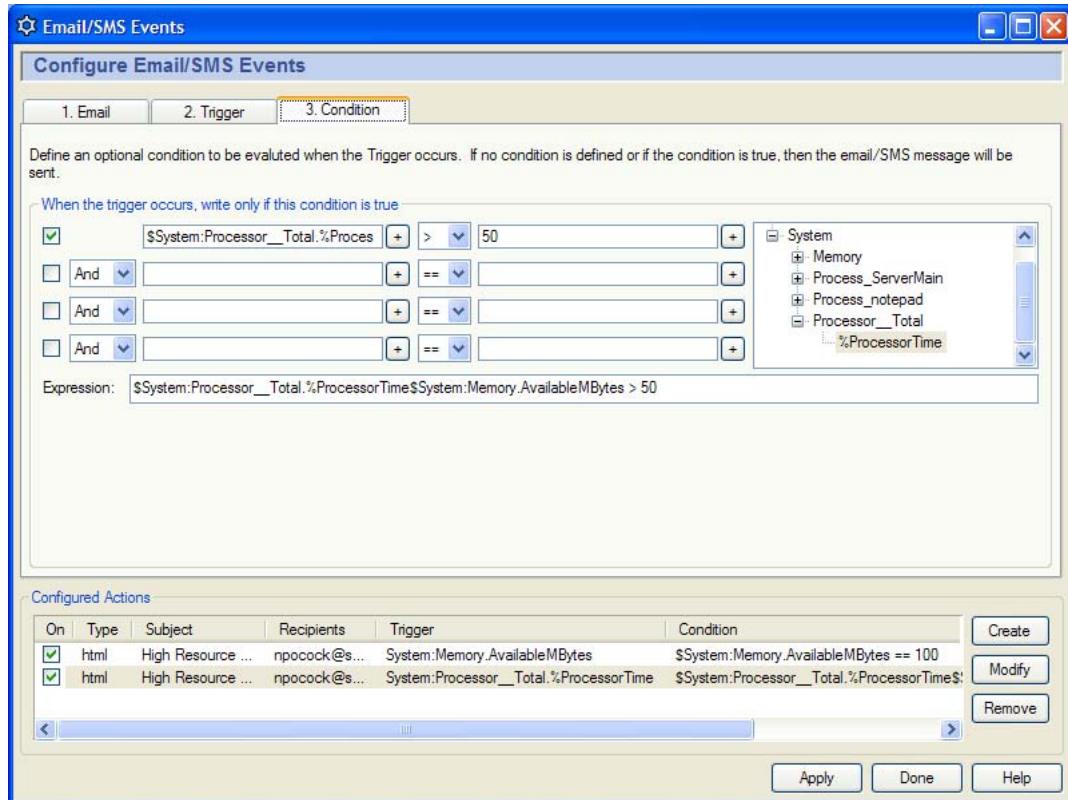 Email/SMS Events
Configure Email/SMS Events
1. Email 2. Trigger 3. Condition
Define an optional condition to be evaluted when the Trigger occurs. If no condition is defined or if the condition is true, then the email/SMS message will be
sent.
When the trigger occurs, write only if this condition is true
$System:Processor__Total.%Proces + > 50 +
And + == +
And + == +
And + == +
System
Memory
Process_ServerMain
Process_notepad
Processor__Total
%ProcessorTime
Expression: $System:Processor__Total.%ProcessorTime$System:Memory.AvailableMBytes > 50
Configured Actions
On Type Subject Recipients Trigger Condition
html High Resource ... npocock@s... System:Memory.AvailableMBytes $System:Memory.AvailableMBytes == 100
html High Resource ... npocock@s... System:Processor__Total.%ProcessorTime $System:Processor__Total.%ProcessorTime$
Create
Modify
Remove
Apply Done Help